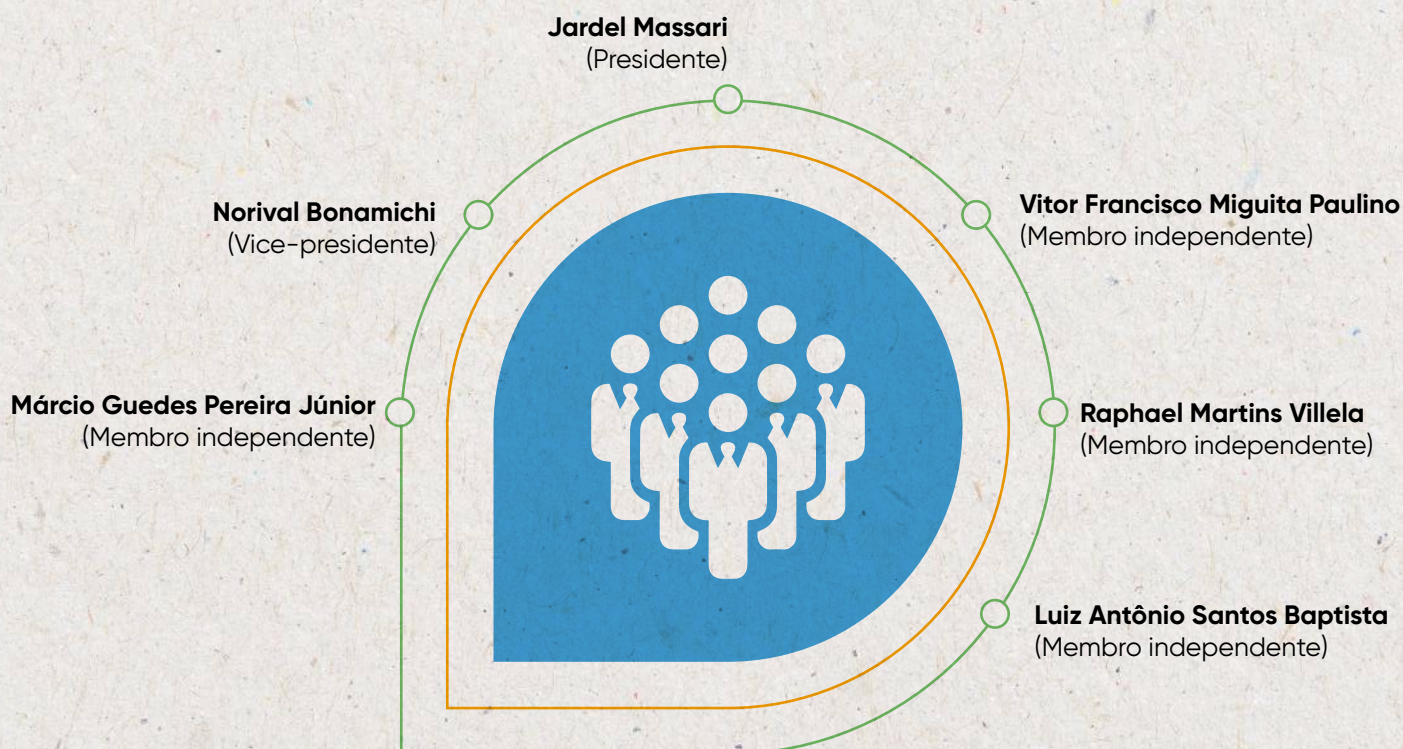 Jardel Massari
(Presidente)
Norival Bonamichi
(Vice-presidente)
Vitor Francisco Miguita Paulino
(Membro independente)
Márcio Guedes Pereira Júnior
(Membro independente)
Raphael Martins Villela
(Membro independente)
Luiz Antônio Santos Baptista
(Membro independente)